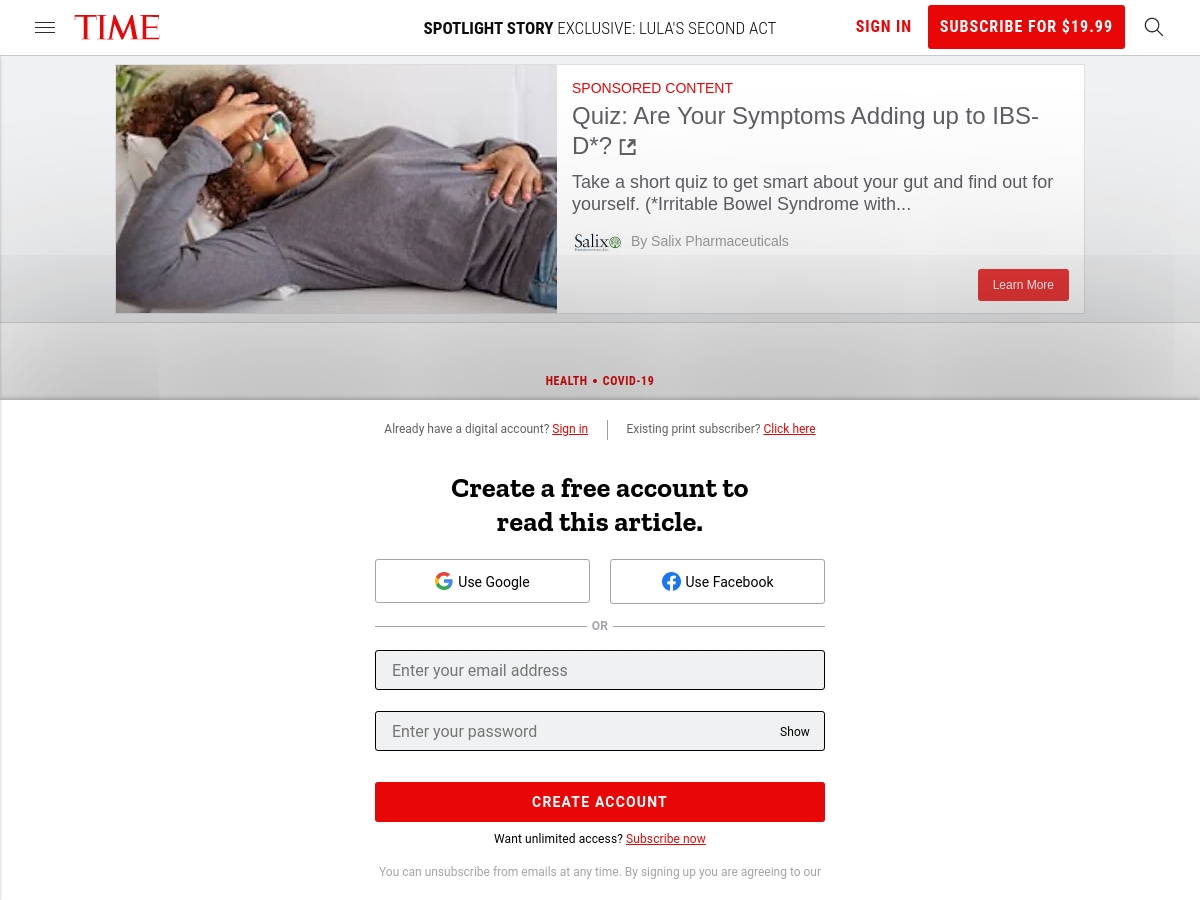 TIME
SPOTLIGHT STORY EXCLUSIVE: LULA'S SECOND ACT
SIGN IN
SUBSCRIBE FOR $19.99
SPONSORED CONTENT
Quiz: Are Your Symptoms Adding up to IBS-
D*?
Take a short quiz to get smart about your gut and find out for
yourself. (*Irritable Bowel Syndrome with...
Salix
By Salix Pharmaceuticals
Learn More
HEALTH • COVID-19
Already have a digital account? Sign in
Existing print subscriber? Click here
Create a free account to
read this article.
Use Google
Use Facebook
OR
Enter your email address
Enter your password
Show
CREATE ACCOUNT
Want unlimited access? Subscribe now
You can unsubscribe from emails at any time. By signing up you are agreeing to our